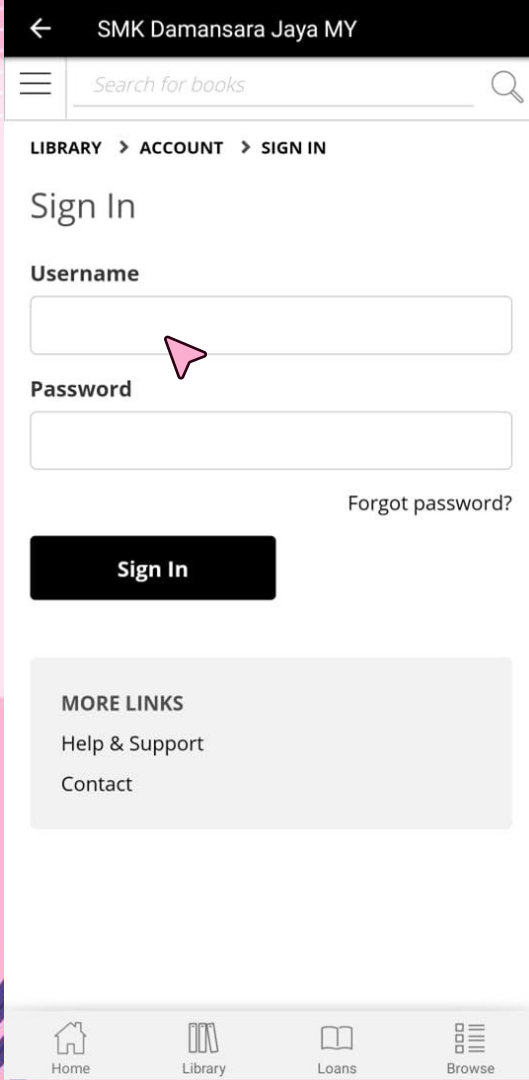 SMK Damansara Jaya MY
Search for books
LIBRARY > ACCOUNT > SIGN IN
Sign In
Username
Password
Forgot password?
Sign In
MORE LINKS
Help & Support
Contact
Home Library Loans Browse